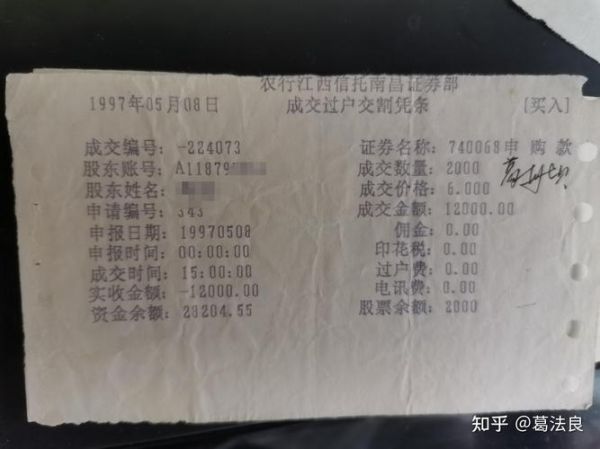 农行江西信托南昌证券部
1997年05月08日 成交过户交割凭条 [买入]
成交编号: -224073 证券名称: 740068申购款
股东账号: A11879 成交数量: 2000
股东姓名: 成交价格: 6.000
申请编号: 343 成交金额: 12000.00
申报日期: 19970508 佣金: 0.00
申报时间: 00:00:00 印花税: 0.00
成交时间: 15:00:00 过户费: 0.00
实收金额: -12000.00 电讯费: 0.00
资金余额: 28204.55 股票余额: 2000
知乎 @葛法良